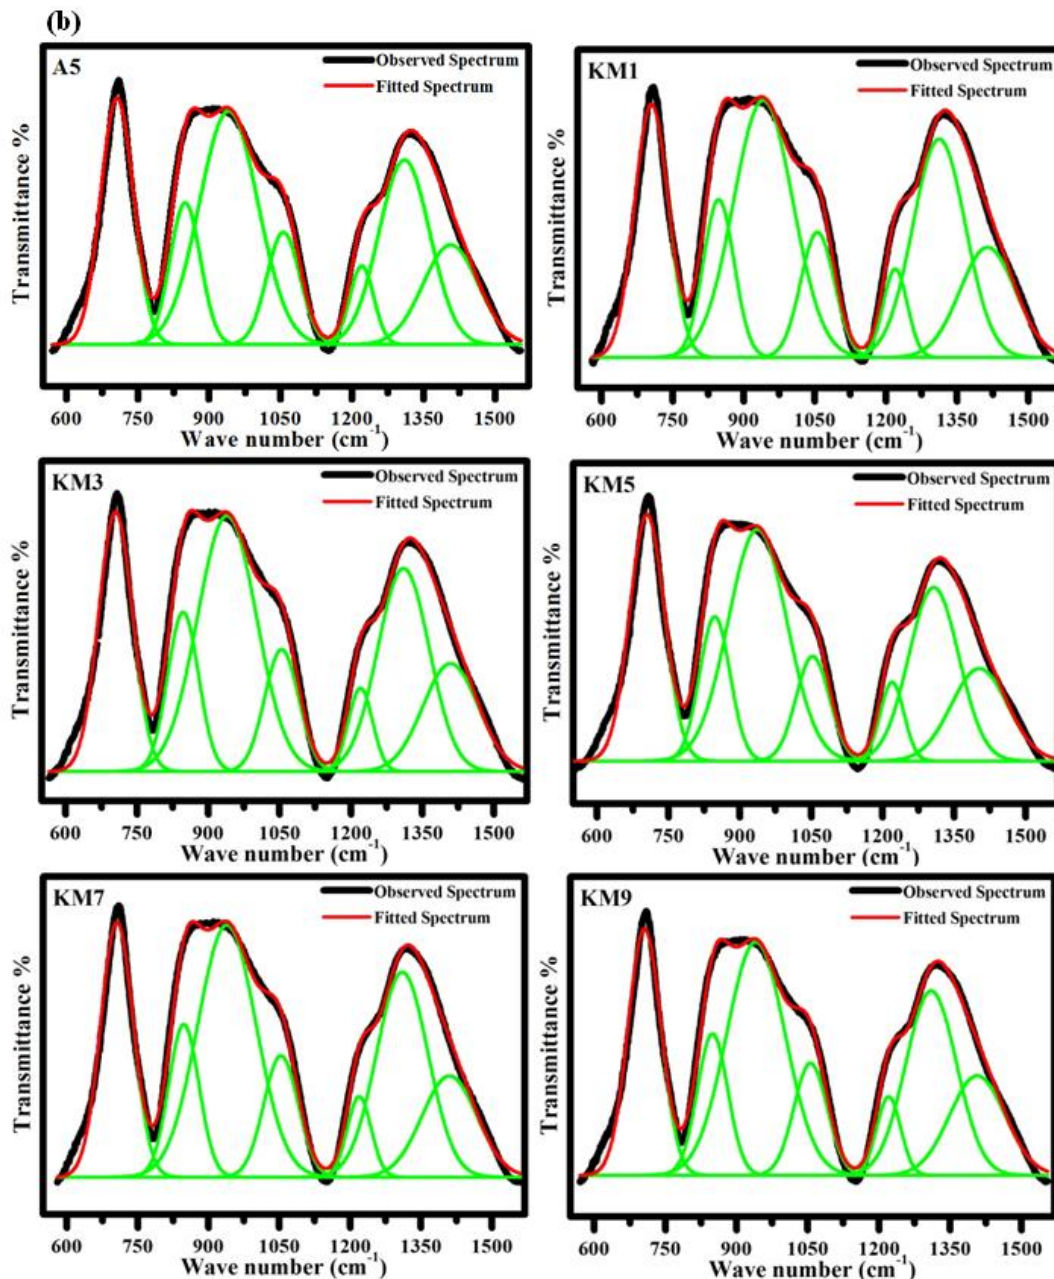 (b)
A5
Observed Spectrum
Fitted Spectrum
Transmittance %
600 750 900 1050 1200 1350 1500
Wave number (cm⁻¹)
KM1
Observed Spectrum
Fitted Spectrum
Transmittance %
600 750 900 1050 1200 1350 1500
Wave number (cm⁻¹)
KM3
Observed Spectrum
Fitted Spectrum
Transmittance %
600 750 900 1050 1200 1350 1500
Wave number (cm⁻¹)
KM5
Observed Spectrum
Fitted Spectrum
Transmittance %
600 750 900 1050 1200 1350 1500
Wave number (cm⁻¹)
KM7
Observed Spectrum
Fitted Spectrum
Transmittance %
600 750 900 1050 1200 1350 1500
Wave number (cm⁻¹)
KM9
Observed Spectrum
Fitted Spectrum
Transmittance %
600 750 900 1050 1200 1350 1500
Wave number (cm⁻¹)